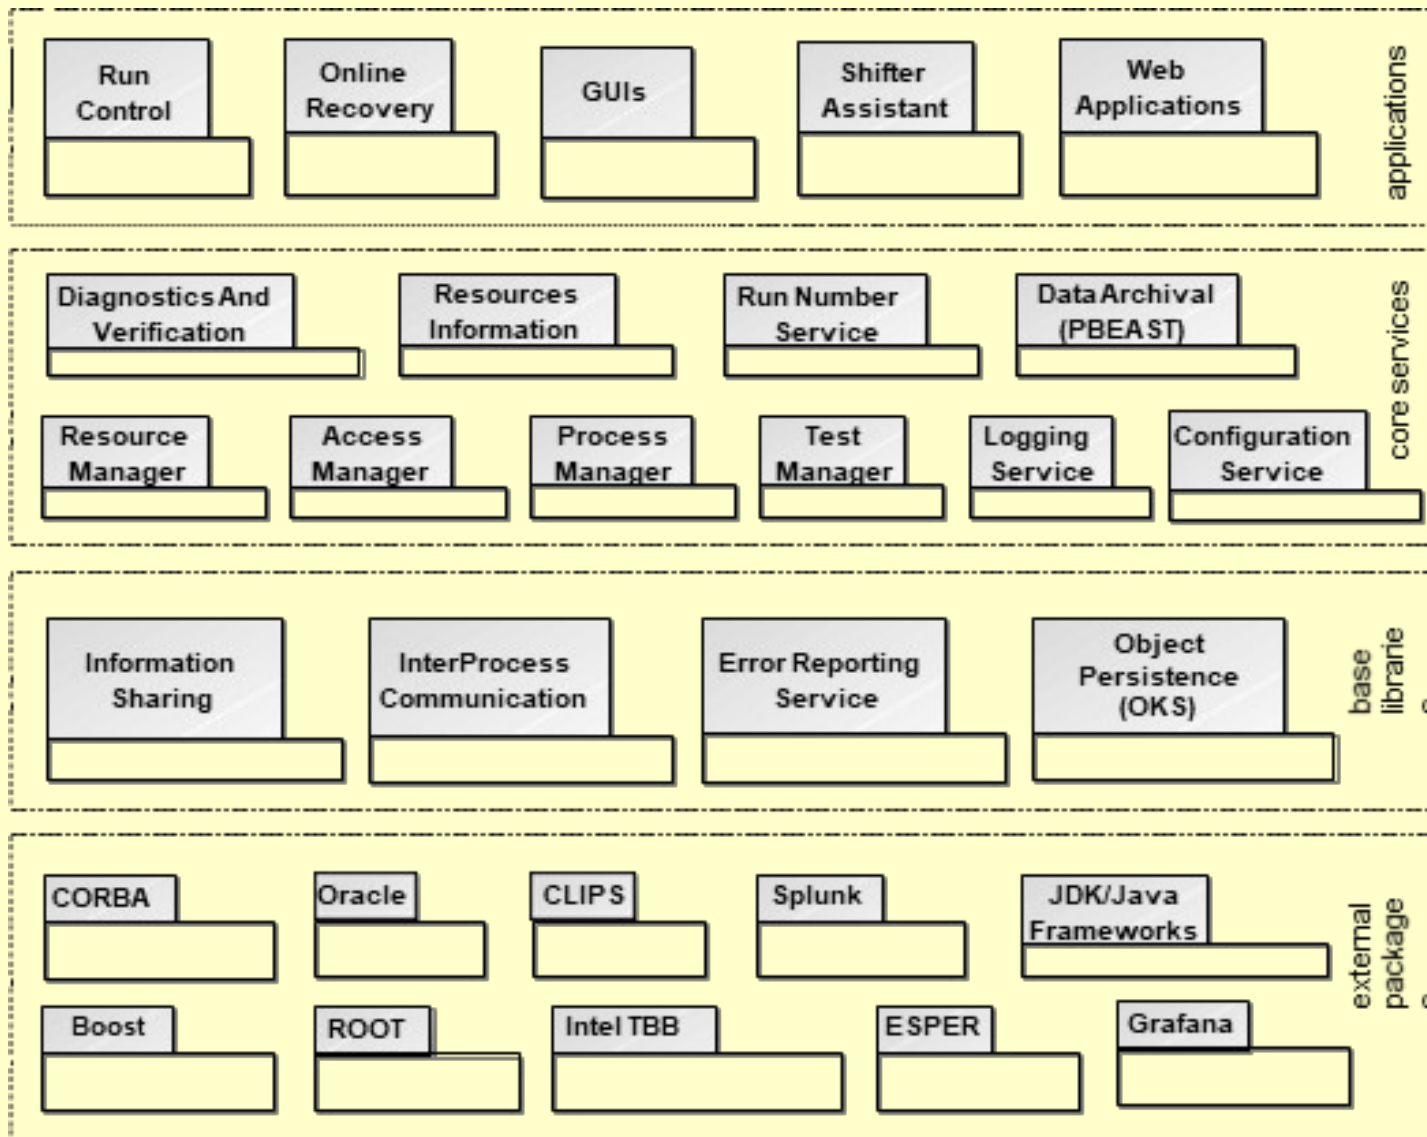 Run
Control
Online
Recovery
GUIs
Shifter
Assistant
Web
Applications
applications
Diagnostics And
Verification
Resources
Information
Run Number
Service
Data Archival
(PBEAST)
Resource
Manager
Access
Manager
Process
Manager
Test
Manager
Logging
Service
Configuration
Service
core services
Information
Sharing
InterProcess
Communication
Error Reporting
Service
Object
Persistence
(OKS)
base
librarie
CORBA
Oracle
CLIPS
Splunk
JDK/Java
Frameworks
Boost
ROOT
Intel TBB
ESPER
Grafana
external
package